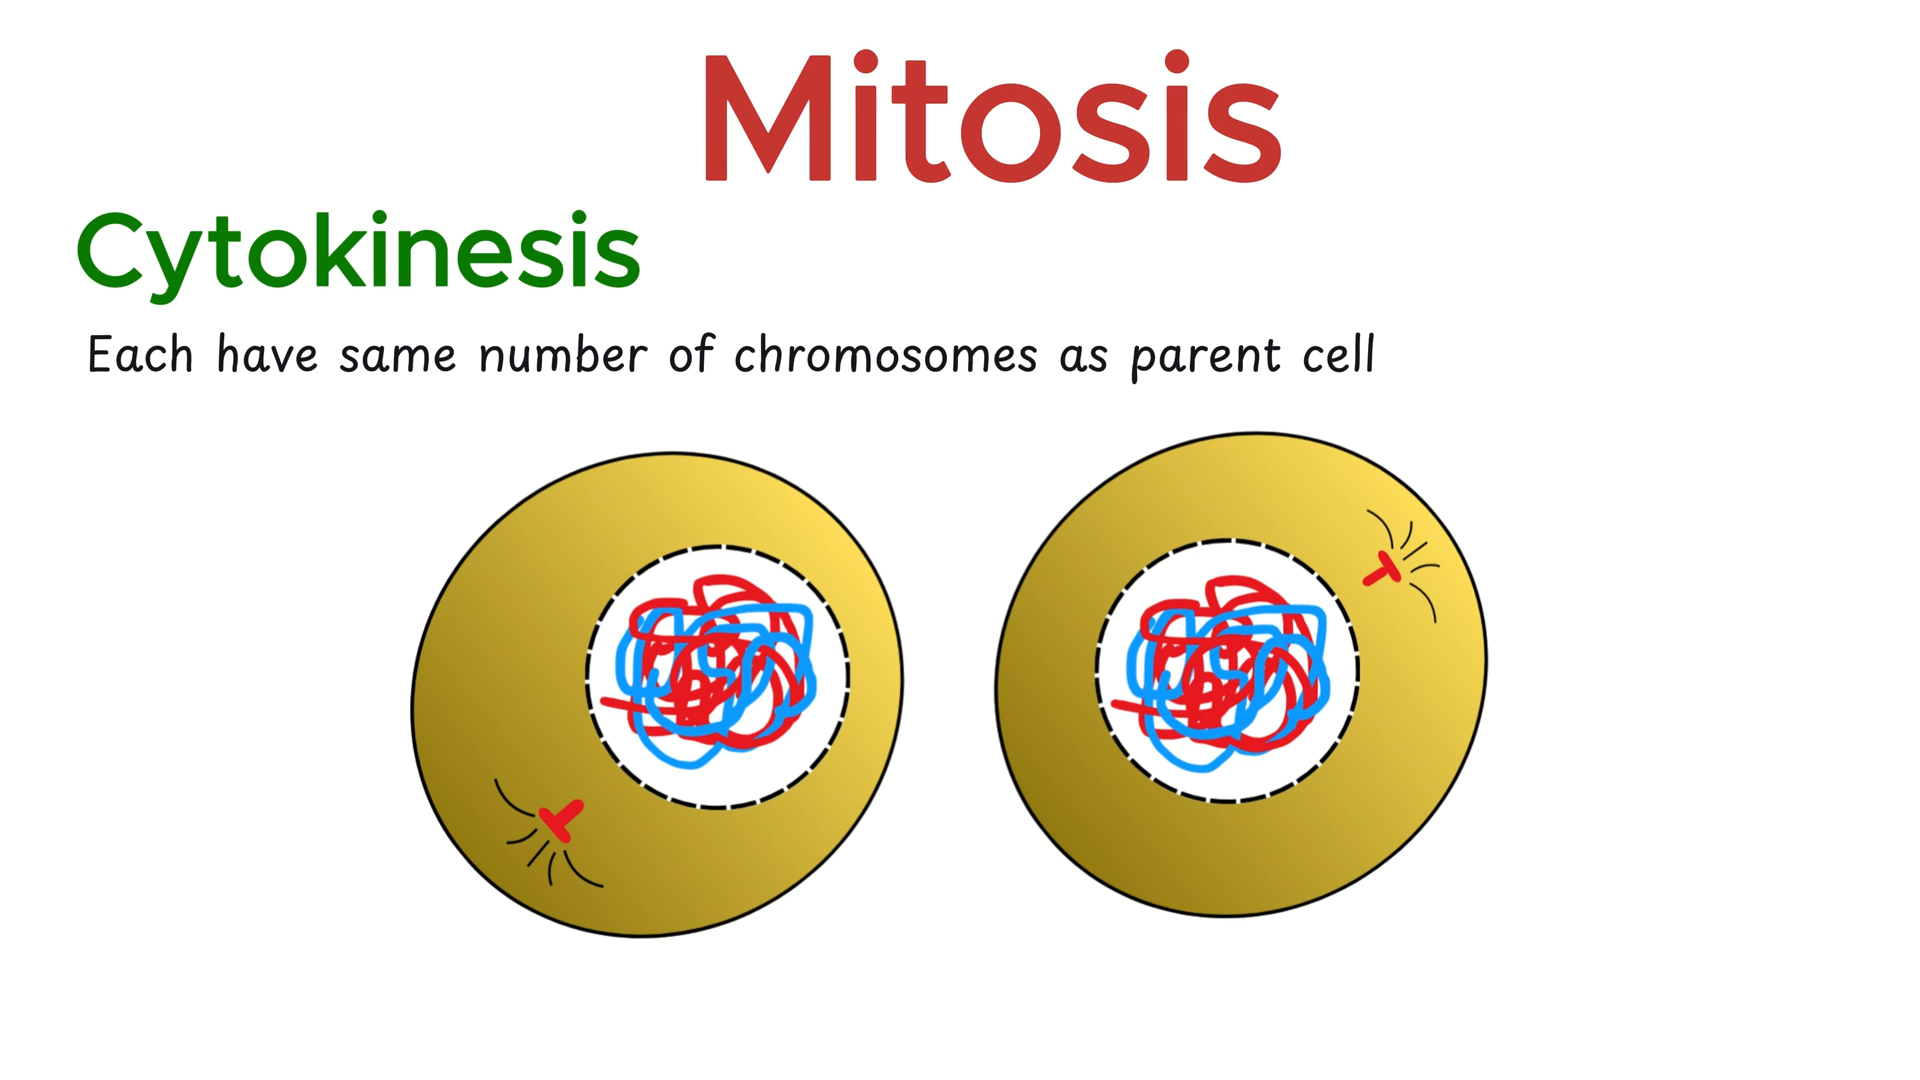 Mitosis
Cytokinesis
Each have same number of chromosomes as parent cell